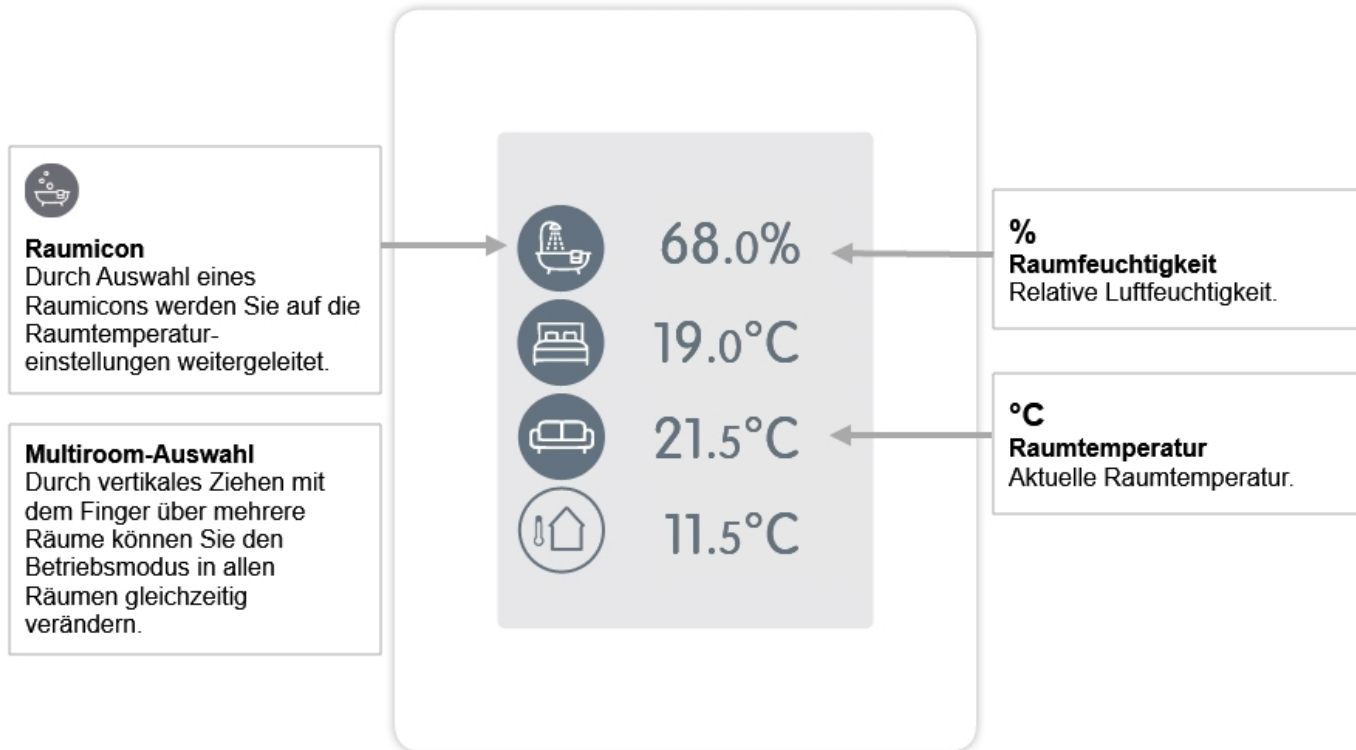 Raumicon
Durch Auswahl eines
Raumicons werden Sie auf die
Raumtemperatur-
einstellungen weitergeleitet.
Multiroom-Auswahl
Durch vertikales Ziehen mit
dem Finger über mehrere
Räume können Sie den
Betriebsmodus in allen
Räumen gleichzeitig
verändern.
68.0%
19.0°C
21.5°C
11.5°C
%
Raumfeuchtigkeit
Relative Luftfeuchtigkeit.
°C
Raumtemperatur
Aktuelle Raumtemperatur.